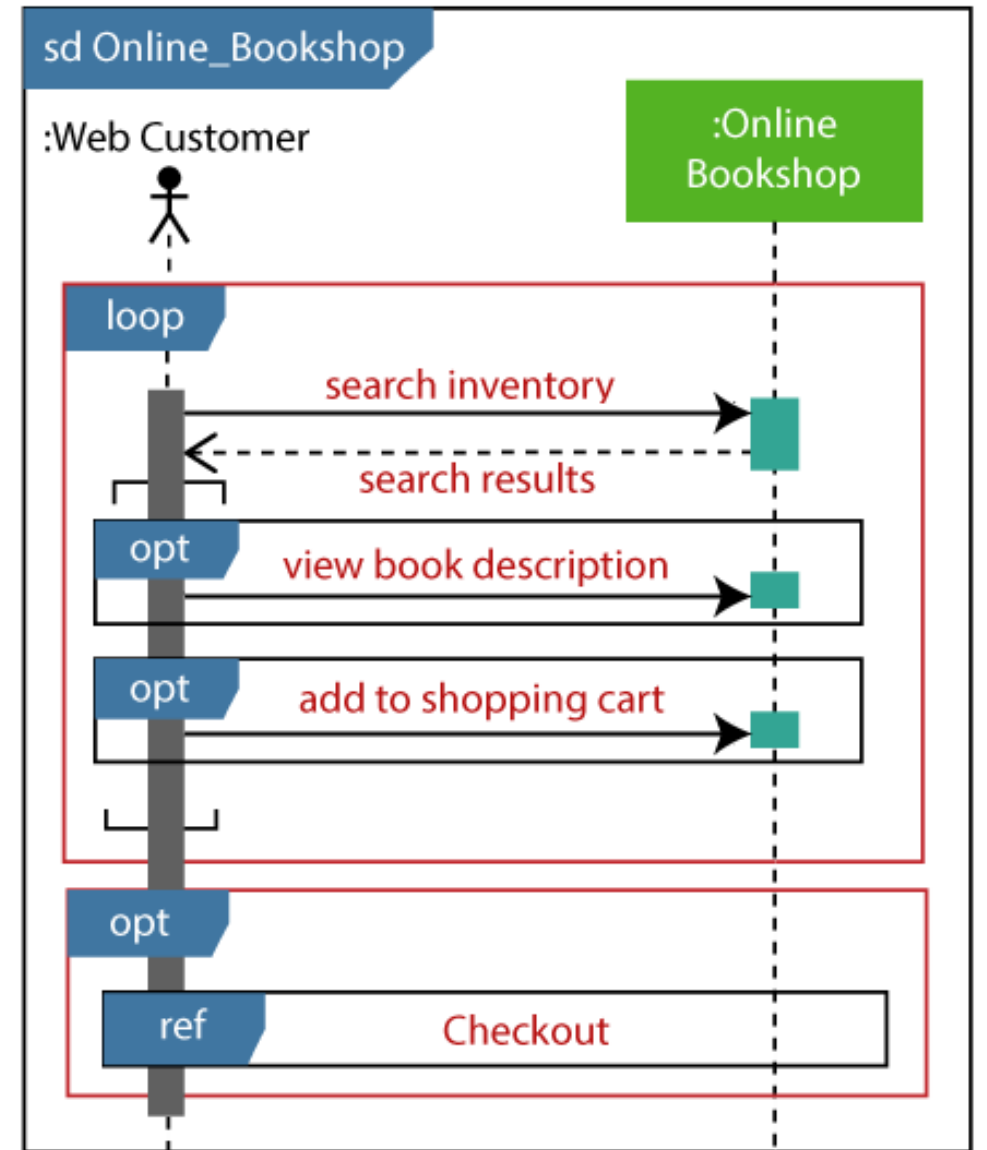 sd Online_Bookshop
:Web Customer
:Online
Bookshop
loop
search inventory
search results
opt
view book description
opt
add to shopping cart
opt
ref
Checkout